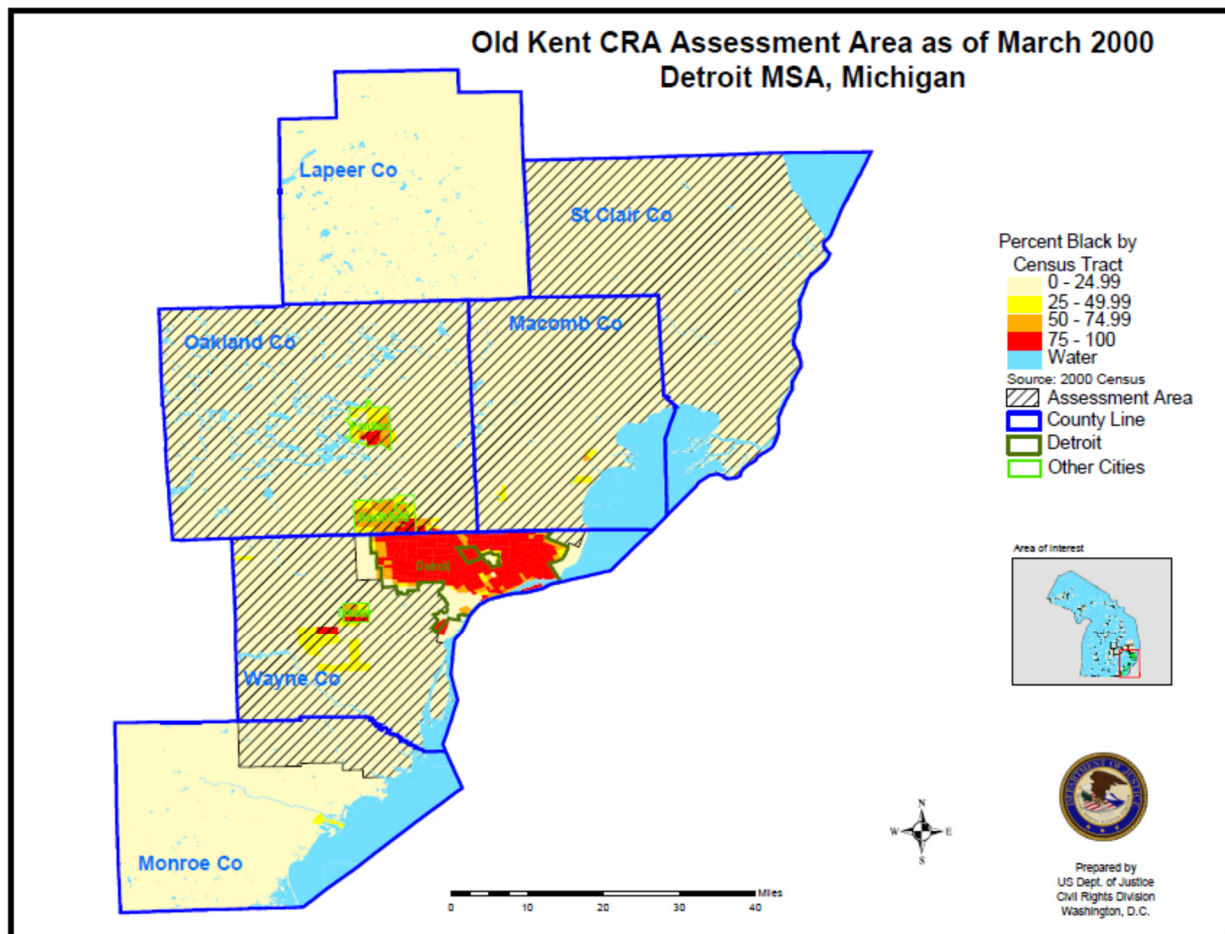 Old Kent CRA Assessment Area as of March 2000
Detroit MSA, Michigan
Lapeer Co
St Clair Co
Oakland Co
Macomb Co
Detroit
Wayne Co
Monroe Co
Percent Black by
Census Tract
0 - 24.99
25 - 49.99
50 - 74.99
75 - 100
Water
Source: 2000 Census
Assessment Area
County Line
Detroit
Other Cities
Area of Interest
N
W
E
S
DEPARTMENT OF JUSTICE
Prepared by
US Dept. of Justice
Civil Rights Division
Washington, D.C.
Miles
0 10 20 30 40